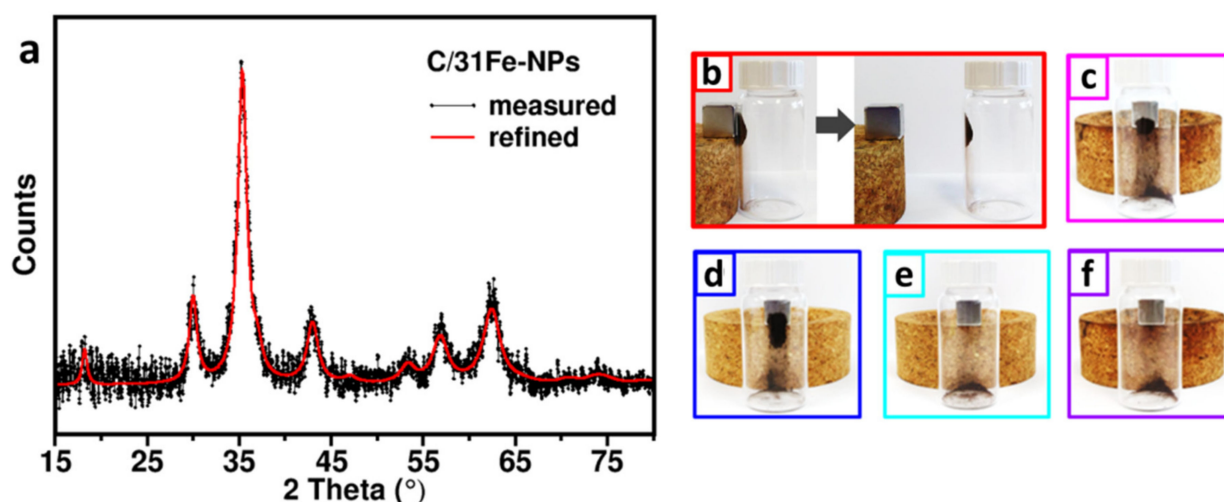 a
C/31Fe-NPs
measured
refined
Counts
15 25 35 45 55 65 75
2 Theta (°)
b
c
d
e
f